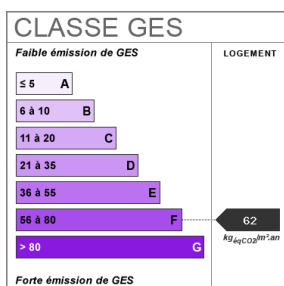 CLASSE GES
Faible émission de GES
LOGEMENT
≤ 5 A
6 à 10 B
11 à 20 C
21 à 35 D
36 à 55 E
56 à 80 F
62
kgéqCO2/m².an
> 80 G
Forte émission de GES